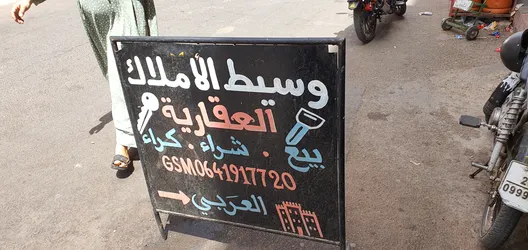 وسيط الأملاك
العقارية
بيع . شراء . كراء
GSM0641917720
العربي